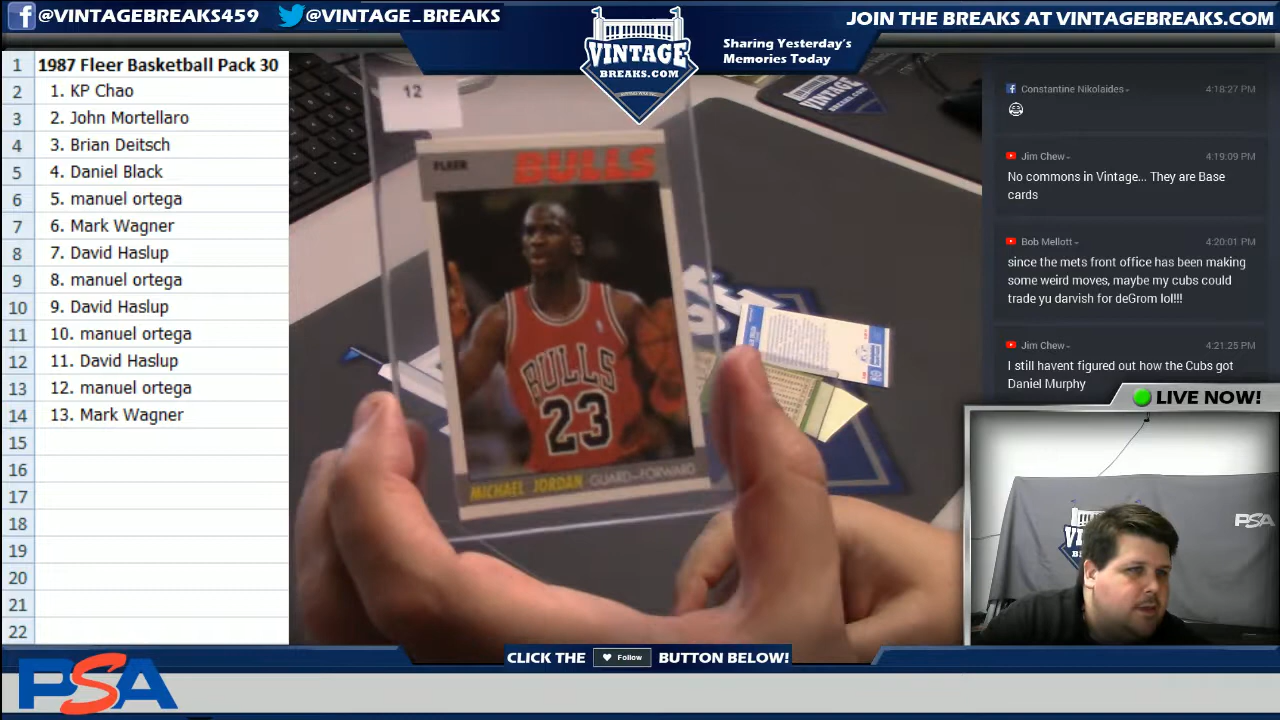 @VINTAGEBREAKS459
@VINTAGE_BREAKS
VINTAGE
BREAKS.COM
Sharing Yesterday's
Memories Today
JOIN THE BREAKS AT VINTAGEBREAKS.COM
1 1987 Fleer Basketball Pack 30
2 1. KP Chao
3 2. John Mortellaro
4 3. Brian Deitsch
5 4. Daniel Black
6 5. manuel ortega
7 6. Mark Wagner
8 7. David Haslup
9 8. manuel ortega
10 9. David Haslup
11 10. manuel ortega
12 11. David Haslup
13 12. manuel ortega
14 13. Mark Wagner
15
16
17
18
19
20
21
22
12
FLEER
BULLS
BULLS
23
MICHAEL JORDAN GUARD-FORWARD
VINTAGE
Constantine Nikolaides 4:18:27 PM
Jim Chew 4:19:09 PM
No commons in Vintage... They are Base
cards
Bob Mellott 4:20:01 PM
since the mets front office has been making
some weird moves, maybe my cubs could
trade yu darvish for deGrom lol!!!
Jim Chew 4:21:25 PM
I still havent figured out how the Cubs got
Daniel Murphy
LIVE NOW!
PSA
CLICK THE Follow BUTTON BELOW!
PSA